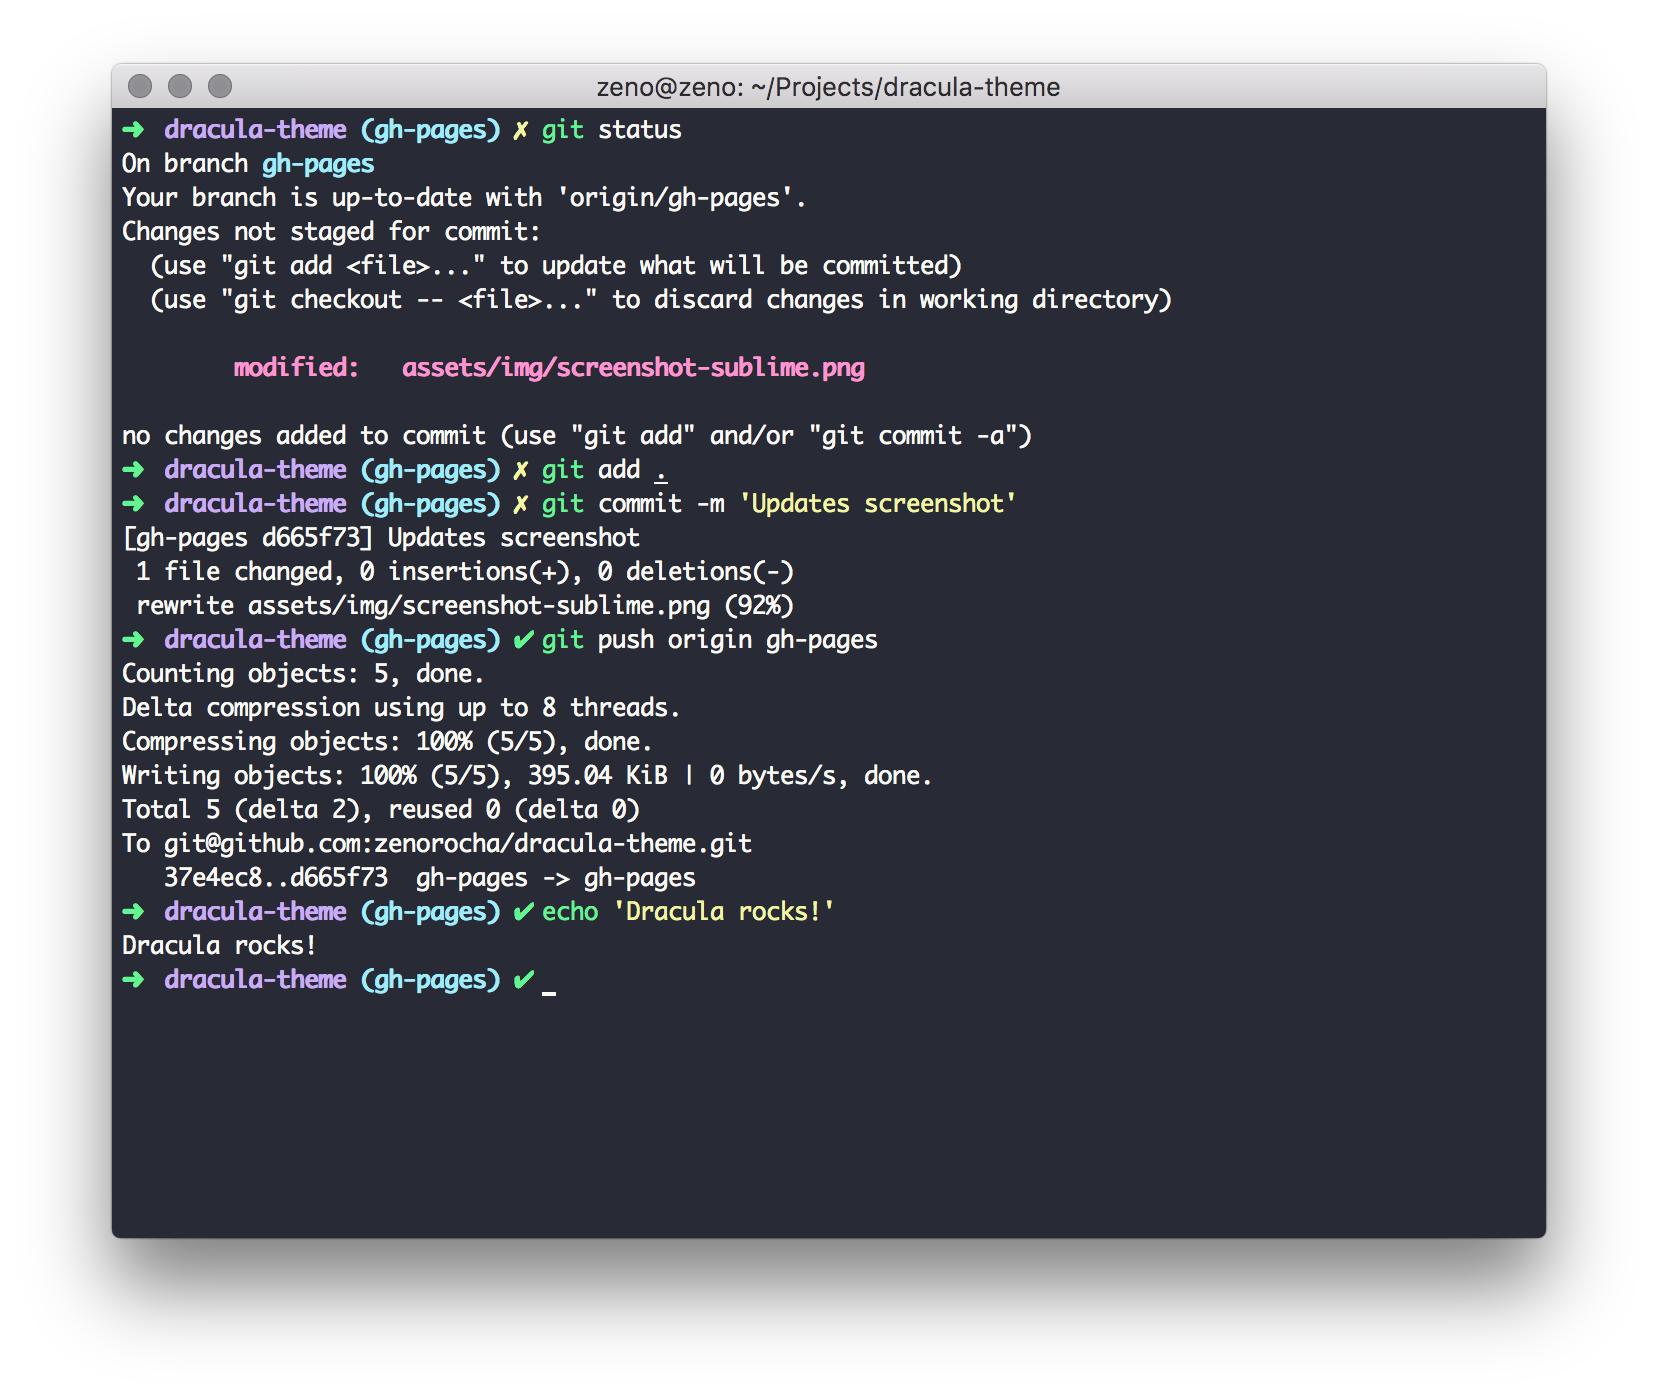 zeno@zeno: ~/Projects/dracula-theme
➜  dracula-theme (gh-pages) ✗ git status
On branch gh-pages
Your branch is up-to-date with 'origin/gh-pages'.
Changes not staged for commit:
  (use "git add <file>..." to update what will be committed)
  (use "git checkout -- <file>..." to discard changes in working directory)
        modified:   assets/img/screenshot-sublime.png
no changes added to commit (use "git add" and/or "git commit -a")
➜  dracula-theme (gh-pages) ✗ git add .
➜  dracula-theme (gh-pages) ✗ git commit -m 'Updates screenshot'
[gh-pages d665f73] Updates screenshot
 1 file changed, 0 insertions(+), 0 deletions(-)
 rewrite assets/img/screenshot-sublime.png (92%)
➜  dracula-theme (gh-pages) ✔ git push origin gh-pages
Counting objects: 5, done.
Delta compression using up to 8 threads.
Compressing objects: 100% (5/5), done.
Writing objects: 100% (5/5), 395.04 KiB | 0 bytes/s, done.
Total 5 (delta 2), reused 0 (delta 0)
To git@github.com:zenorocha/dracula-theme.git
   37e4ec8..d665f73  gh-pages -> gh-pages
➜  dracula-theme (gh-pages) ✔ echo 'Dracula rocks!'
Dracula rocks!
➜  dracula-theme (gh-pages) ✔ _